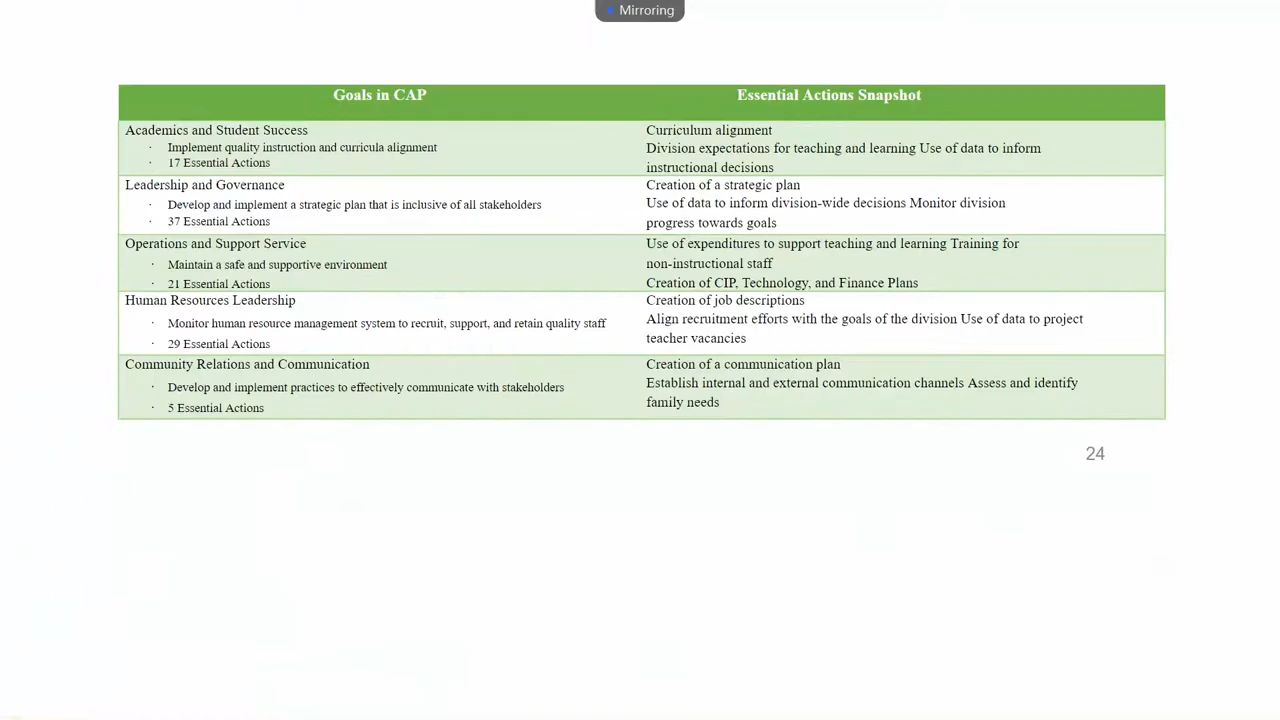 Mirroring
Goals in CAP
Essential Actions Snapshot
Academics and Student Success
· Implement quality instruction and curricula alignment
· 17 Essential Actions
Curriculum alignment
Division expectations for teaching and learning Use of data to inform
instructional decisions
Leadership and Governance
· Develop and implement a strategic plan that is inclusive of all stakeholders
· 37 Essential Actions
Creation of a strategic plan
Use of data to inform division-wide decisions Monitor division
progress towards goals
Operations and Support Service
· Maintain a safe and supportive environment
· 21 Essential Actions
Use of expenditures to support teaching and learning Training for
non-instructional staff
Creation of CIP, Technology, and Finance Plans
Human Resources Leadership
· Monitor human resource management system to recruit, support, and retain quality staff
· 29 Essential Actions
Creation of job descriptions
Align recruitment efforts with the goals of the division Use of data to project
teacher vacancies
Community Relations and Communication
· Develop and implement practices to effectively communicate with stakeholders
· 5 Essential Actions
Creation of a communication plan
Establish internal and external communication channels Assess and identify
family needs
24